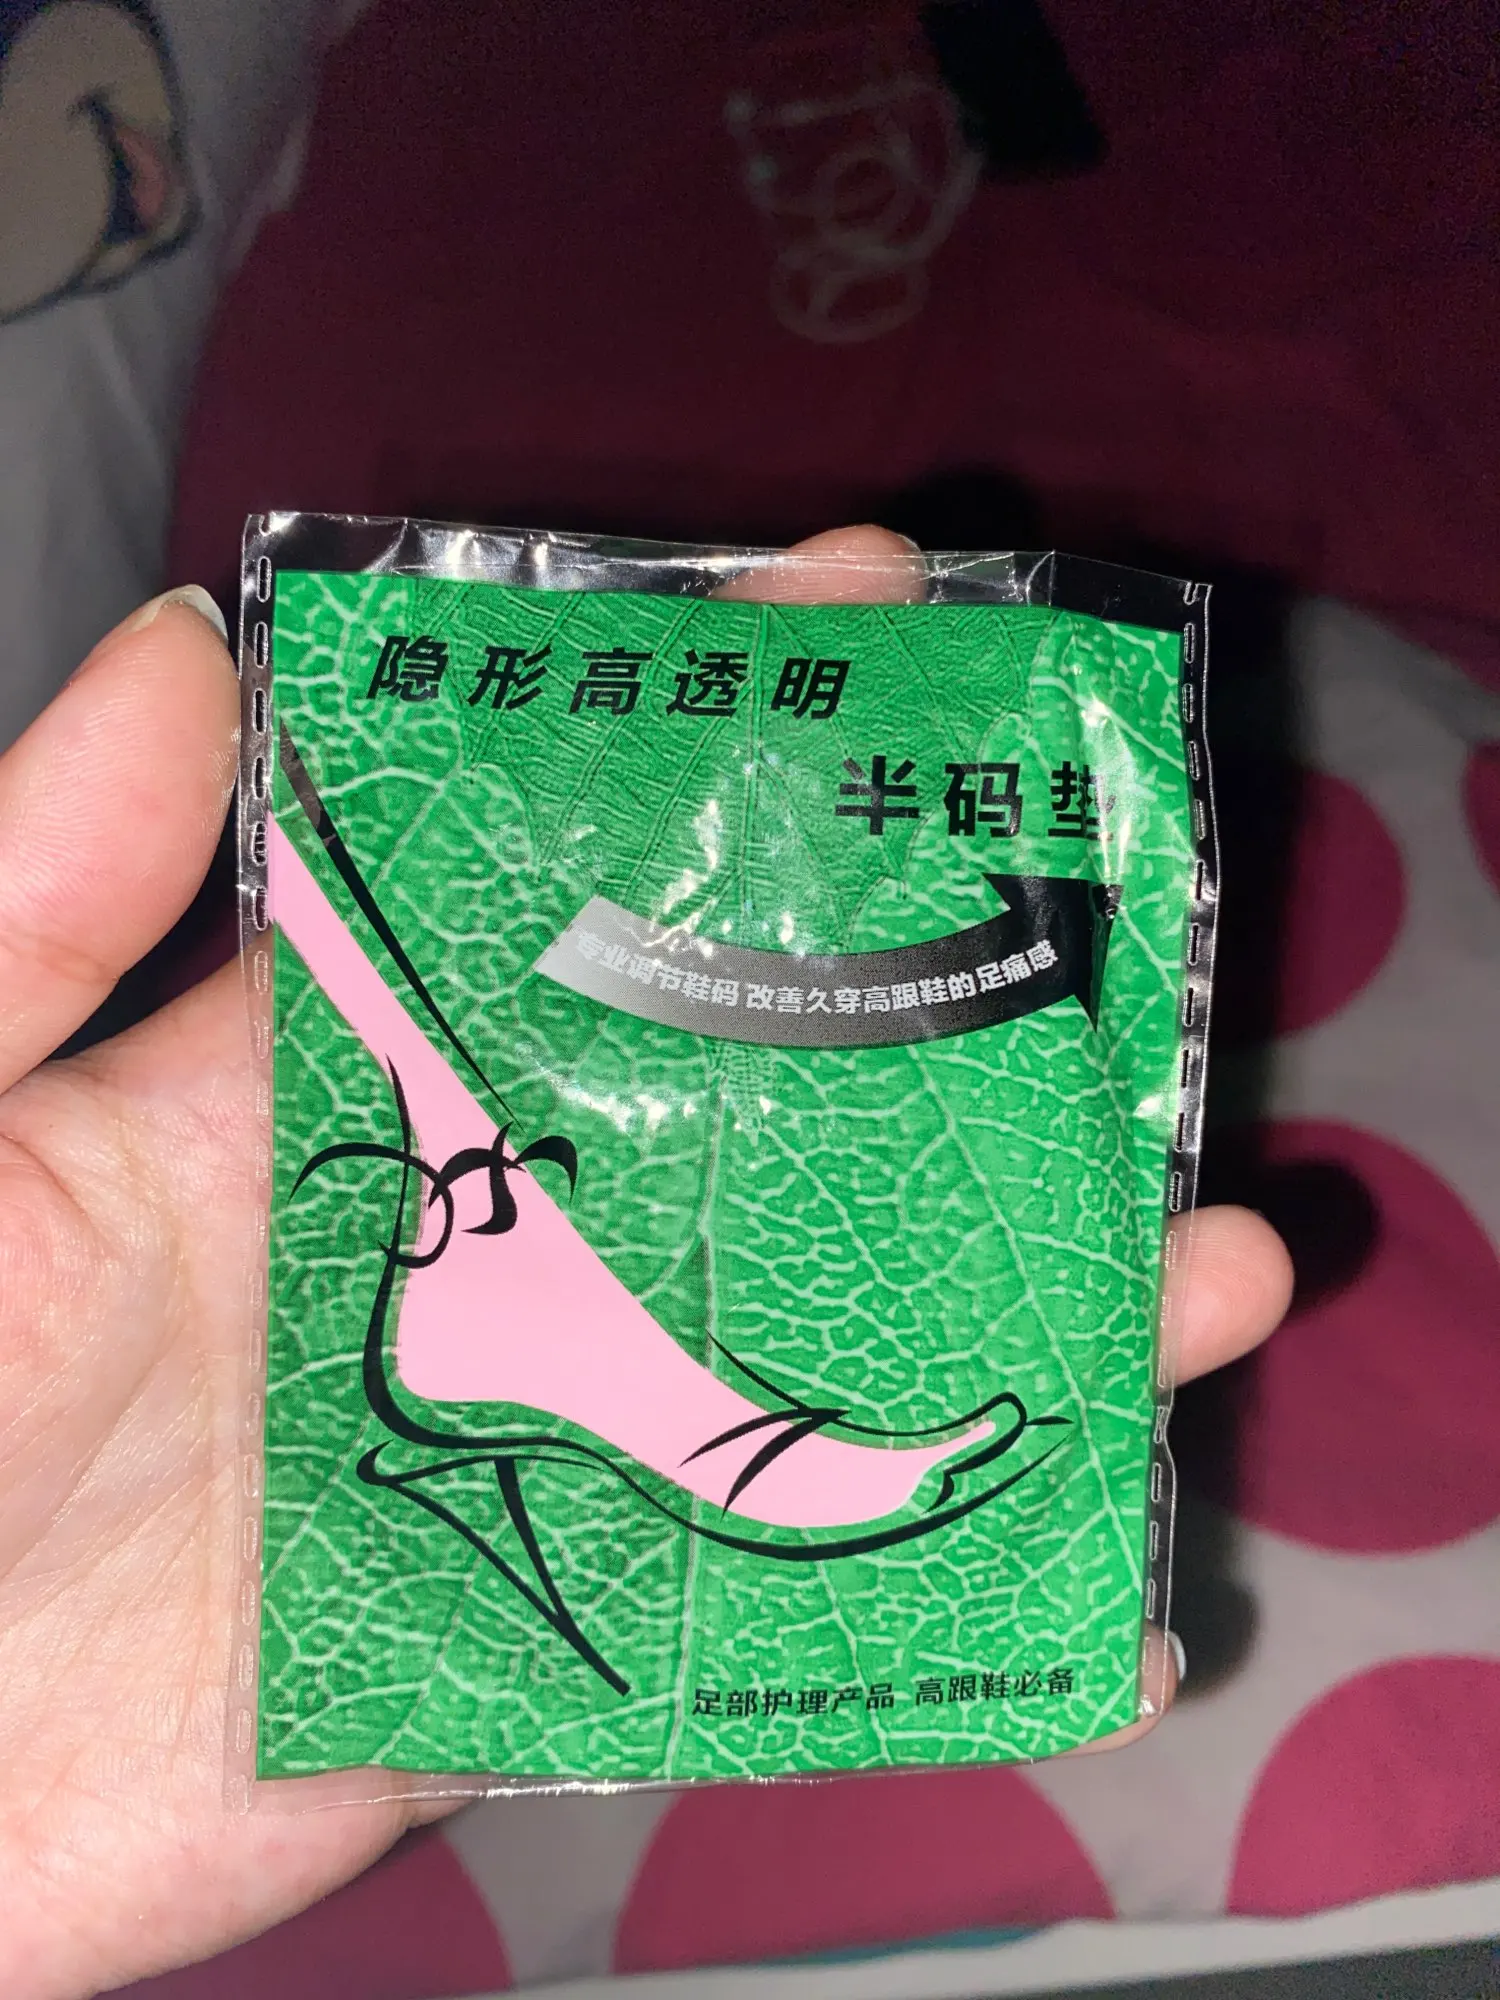 隐形高透明
半码垫
专业调节鞋码 改善久穿高跟鞋的足痛感
足部护理产品 高跟鞋必备